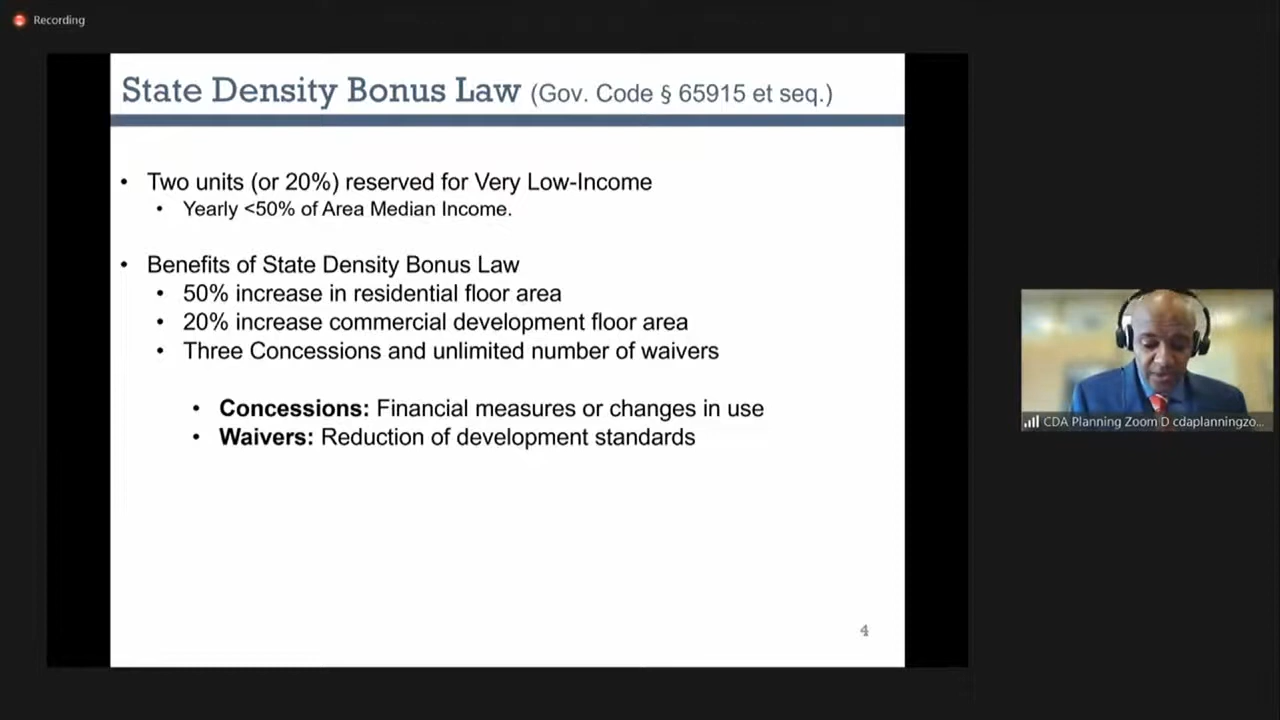 Recording
State Density Bonus Law (Gov. Code § 65915 et seq.)
• Two units (or 20%) reserved for Very Low-Income
• Yearly <50% of Area Median Income.
• Benefits of State Density Bonus Law
• 50% increase in residential floor area
• 20% increase commercial development floor area
• Three Concessions and unlimited number of waivers
• Concessions: Financial measures or changes in use
• Waivers: Reduction of development standards
4
CDA Planning Zoom D cdaplanningzo...